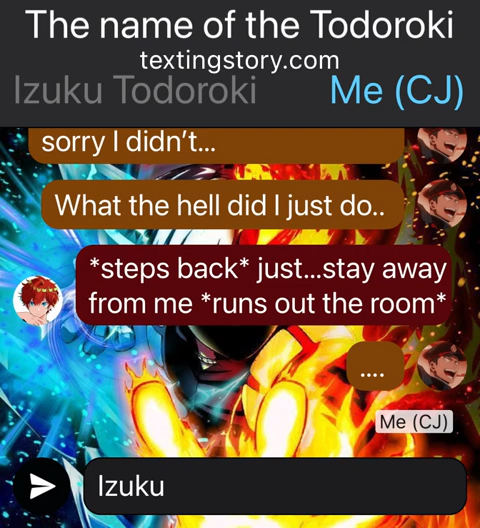 The name of the Todoroki
textingstory.com
Izuku Todoroki
Me (CJ)
sorry I didn't...
What the hell did I just do..
*steps back* just...stay away
from me *runs out the room*
....
Me (CJ)
Izuku